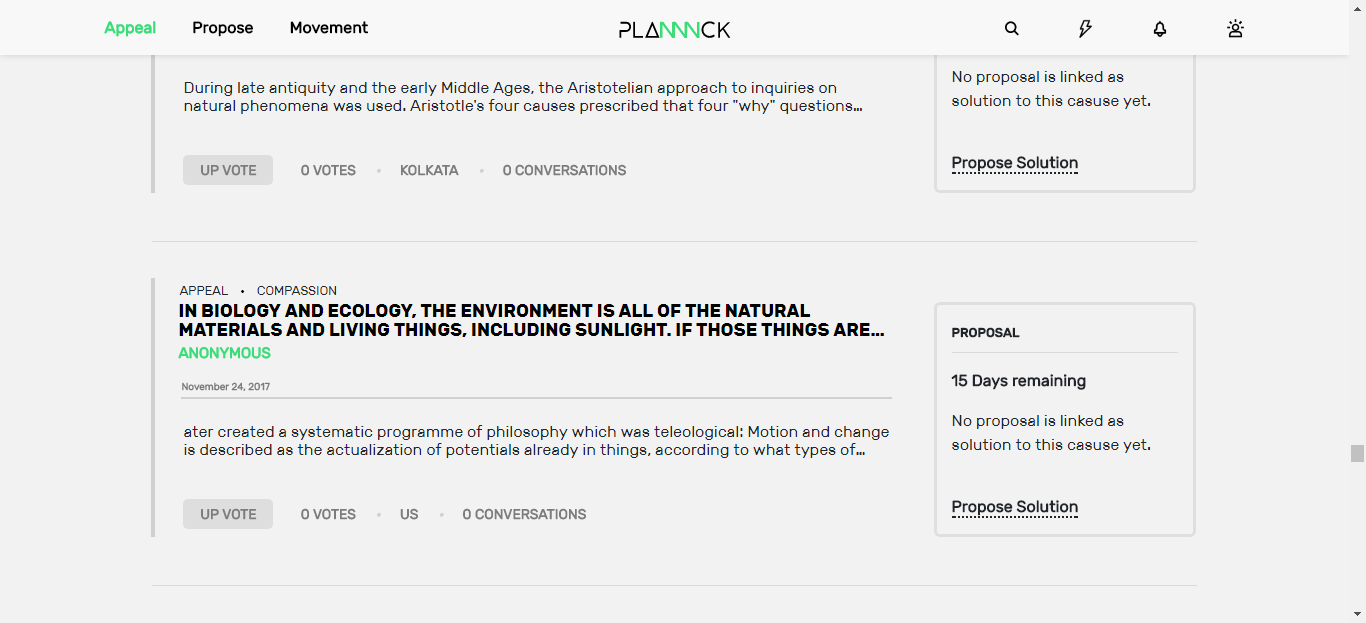 Appeal Propose Movement PLANNNCK
During late antiquity and the early Middle Ages, the Aristotelian approach to inquiries on
natural phenomena was used. Aristotle's four causes prescribed that four "why" questions...
UP VOTE 0 VOTES • KOLKATA • 0 CONVERSATIONS
No proposal is linked as
solution to this casuse yet.
Propose Solution
APPEAL • COMPASSION
IN BIOLOGY AND ECOLOGY, THE ENVIRONMENT IS ALL OF THE NATURAL
MATERIALS AND LIVING THINGS, INCLUDING SUNLIGHT. IF THOSE THINGS ARE...
ANONYMOUS
November 24, 2017
ater created a systematic programme of philosophy which was teleological: Motion and change
is described as the actualization of potentials already in things, according to what types of...
UP VOTE 0 VOTES • US • 0 CONVERSATIONS
PROPOSAL
15 Days remaining
No proposal is linked as
solution to this casuse yet.
Propose Solution